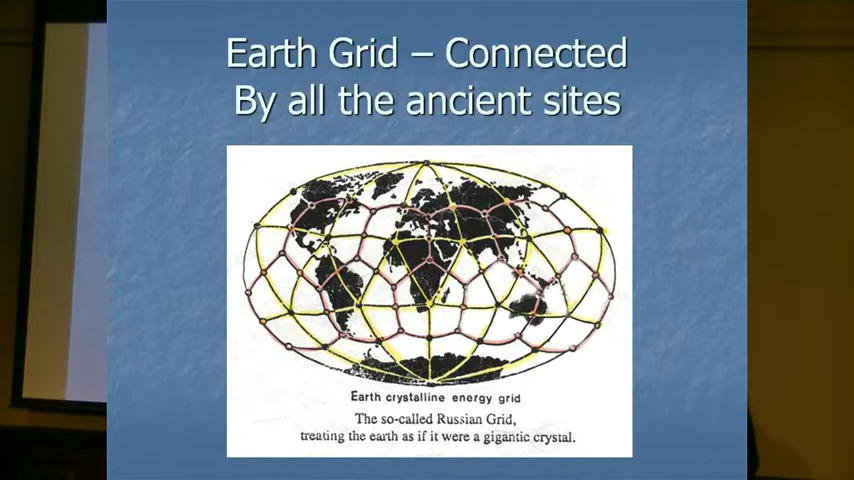 Earth Grid – Connected
By all the ancient sites
Earth crystalline energy grid
The so-called Russian Grid,
treating the earth as if it were a gigantic crystal.